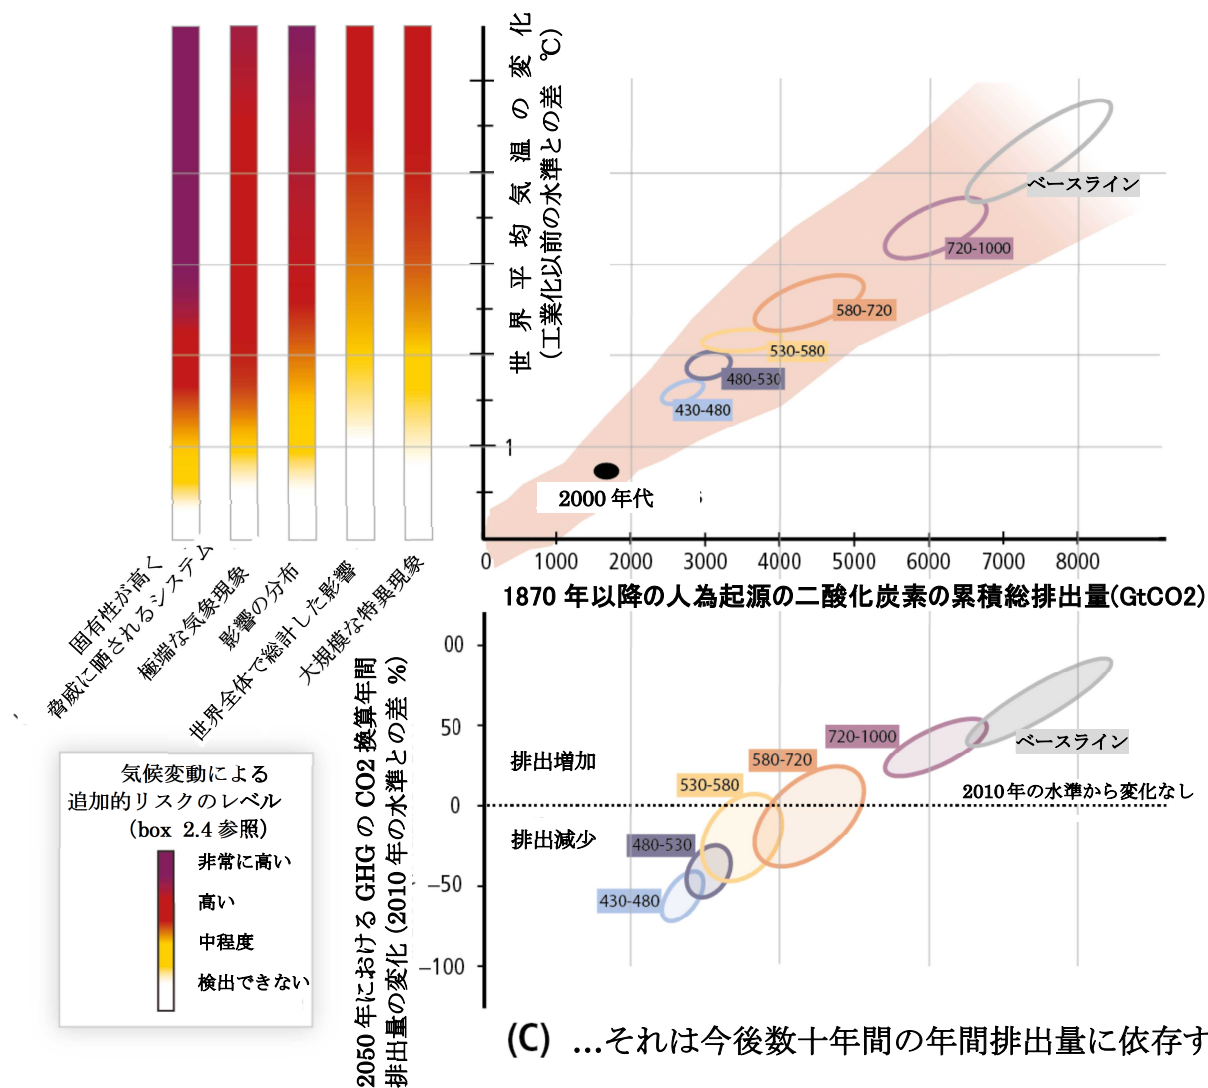 世界平均気温の変化
(工業化以前の水準との差 ℃)
1
ベースライン
720-1000
580-720
530-580
480-530
430-480
2000 年代
0 1000 2000 3000 4000 5000 6000 7000 8000
1870 年以降の人為起源の二酸化炭素の累積総排出量(GtCO2)
固有性が高く
脅威に晒されるシステム
極端な気象現象
影響の分布
世界全体で総計した影響
大規模な特異現象
気候変動による
追加的リスクのレベル
(box 2.4 参照)
非常に高い
高い
中程度
検出できない
2050 年における GHG の CO2 換算年間
排出量の変化 (2010 年の水準との差 %)
00
50
0
−50
−100
排出増加
排出減少
720-1000
580-720
530-580
480-530
430-480
ベースライン
2010年の水準から変化なし
(C) …それは今後数十年間の年間排出量に依存す